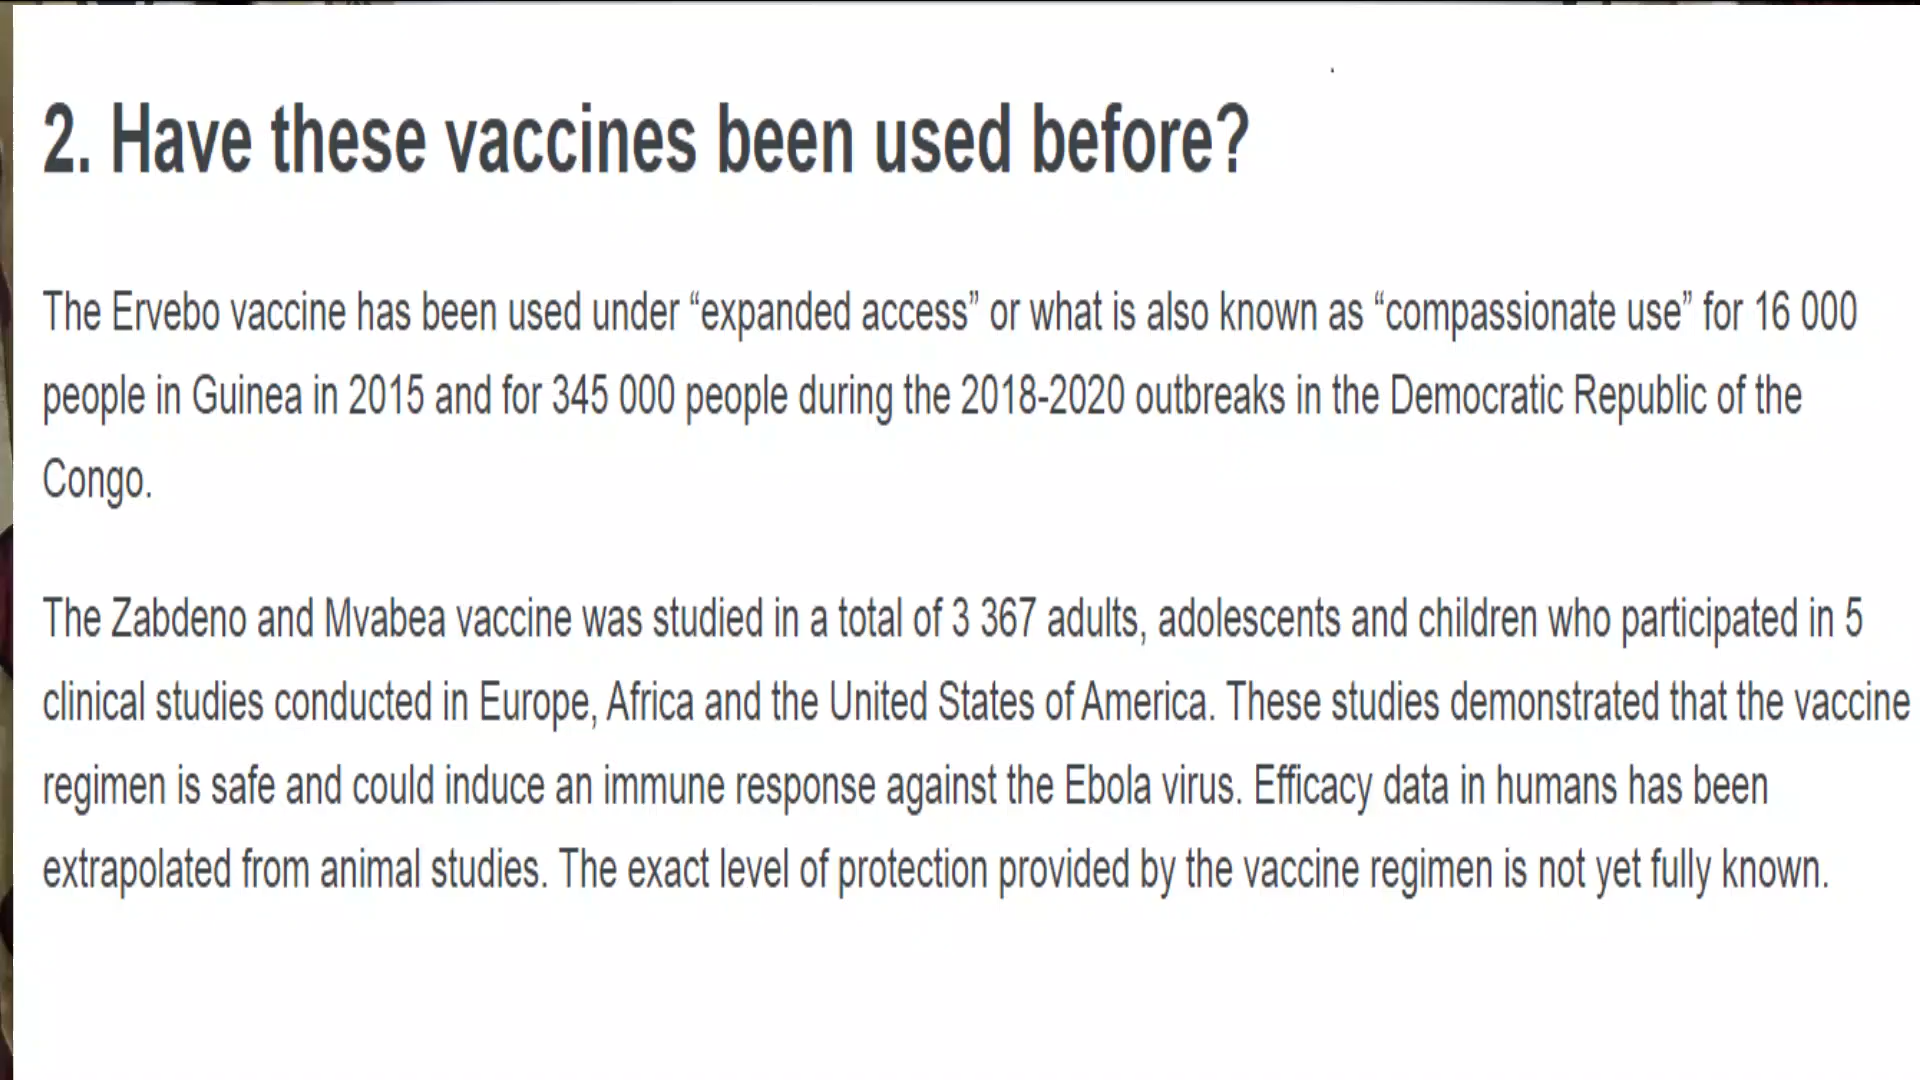 2. Have these vaccines been used before?
The Ervebo vaccine has been used under “expanded access” or what is also known as “compassionate use” for 16 000
people in Guinea in 2015 and for 345 000 people during the 2018-2020 outbreaks in the Democratic Republic of the
Congo.
The Zabdeno and Mvabea vaccine was studied in a total of 3 367 adults, adolescents and children who participated in 5
clinical studies conducted in Europe, Africa and the United States of America. These studies demonstrated that the vaccine
regimen is safe and could induce an immune response against the Ebola virus. Efficacy data in humans has been
extrapolated from animal studies. The exact level of protection provided by the vaccine regimen is not yet fully known.